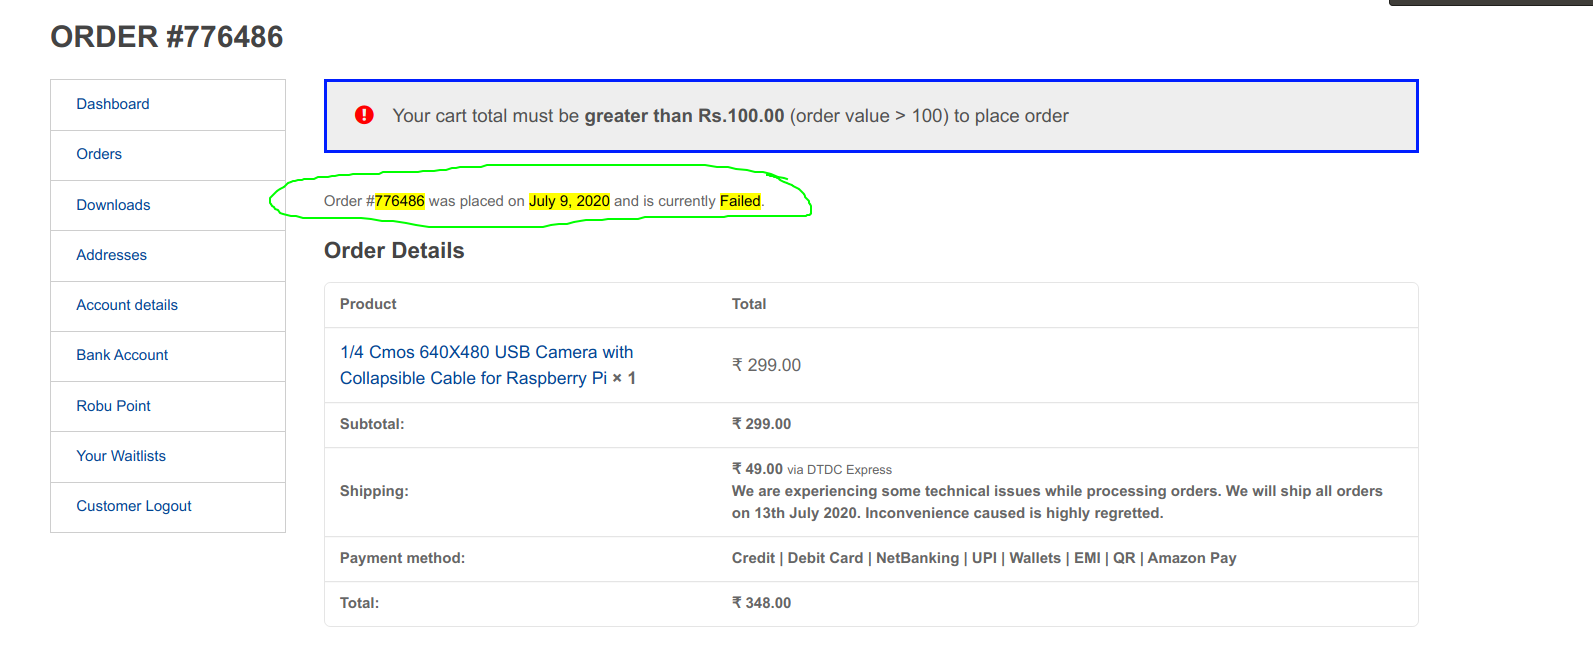 ORDER #776486
Dashboard
Orders
Downloads
Addresses
Account details
Bank Account
Robu Point
Your Waitlists
Customer Logout
Your cart total must be greater than Rs.100.00 (order value > 100) to place order
Order #776486 was placed on July 9, 2020 and is currently Failed.
Order Details
Product Total
1/4 Cmos 640X480 USB Camera with
Collapsible Cable for Raspberry Pi × 1
₹ 299.00
Subtotal: ₹ 299.00
Shipping:
₹ 49.00 via DTDC Express
We are experiencing some technical issues while processing orders. We will ship all orders
on 13th July 2020. Inconvenience caused is highly regretted.
Payment method: Credit | Debit Card | NetBanking | UPI | Wallets | EMI | QR | Amazon Pay
Total: ₹ 348.00